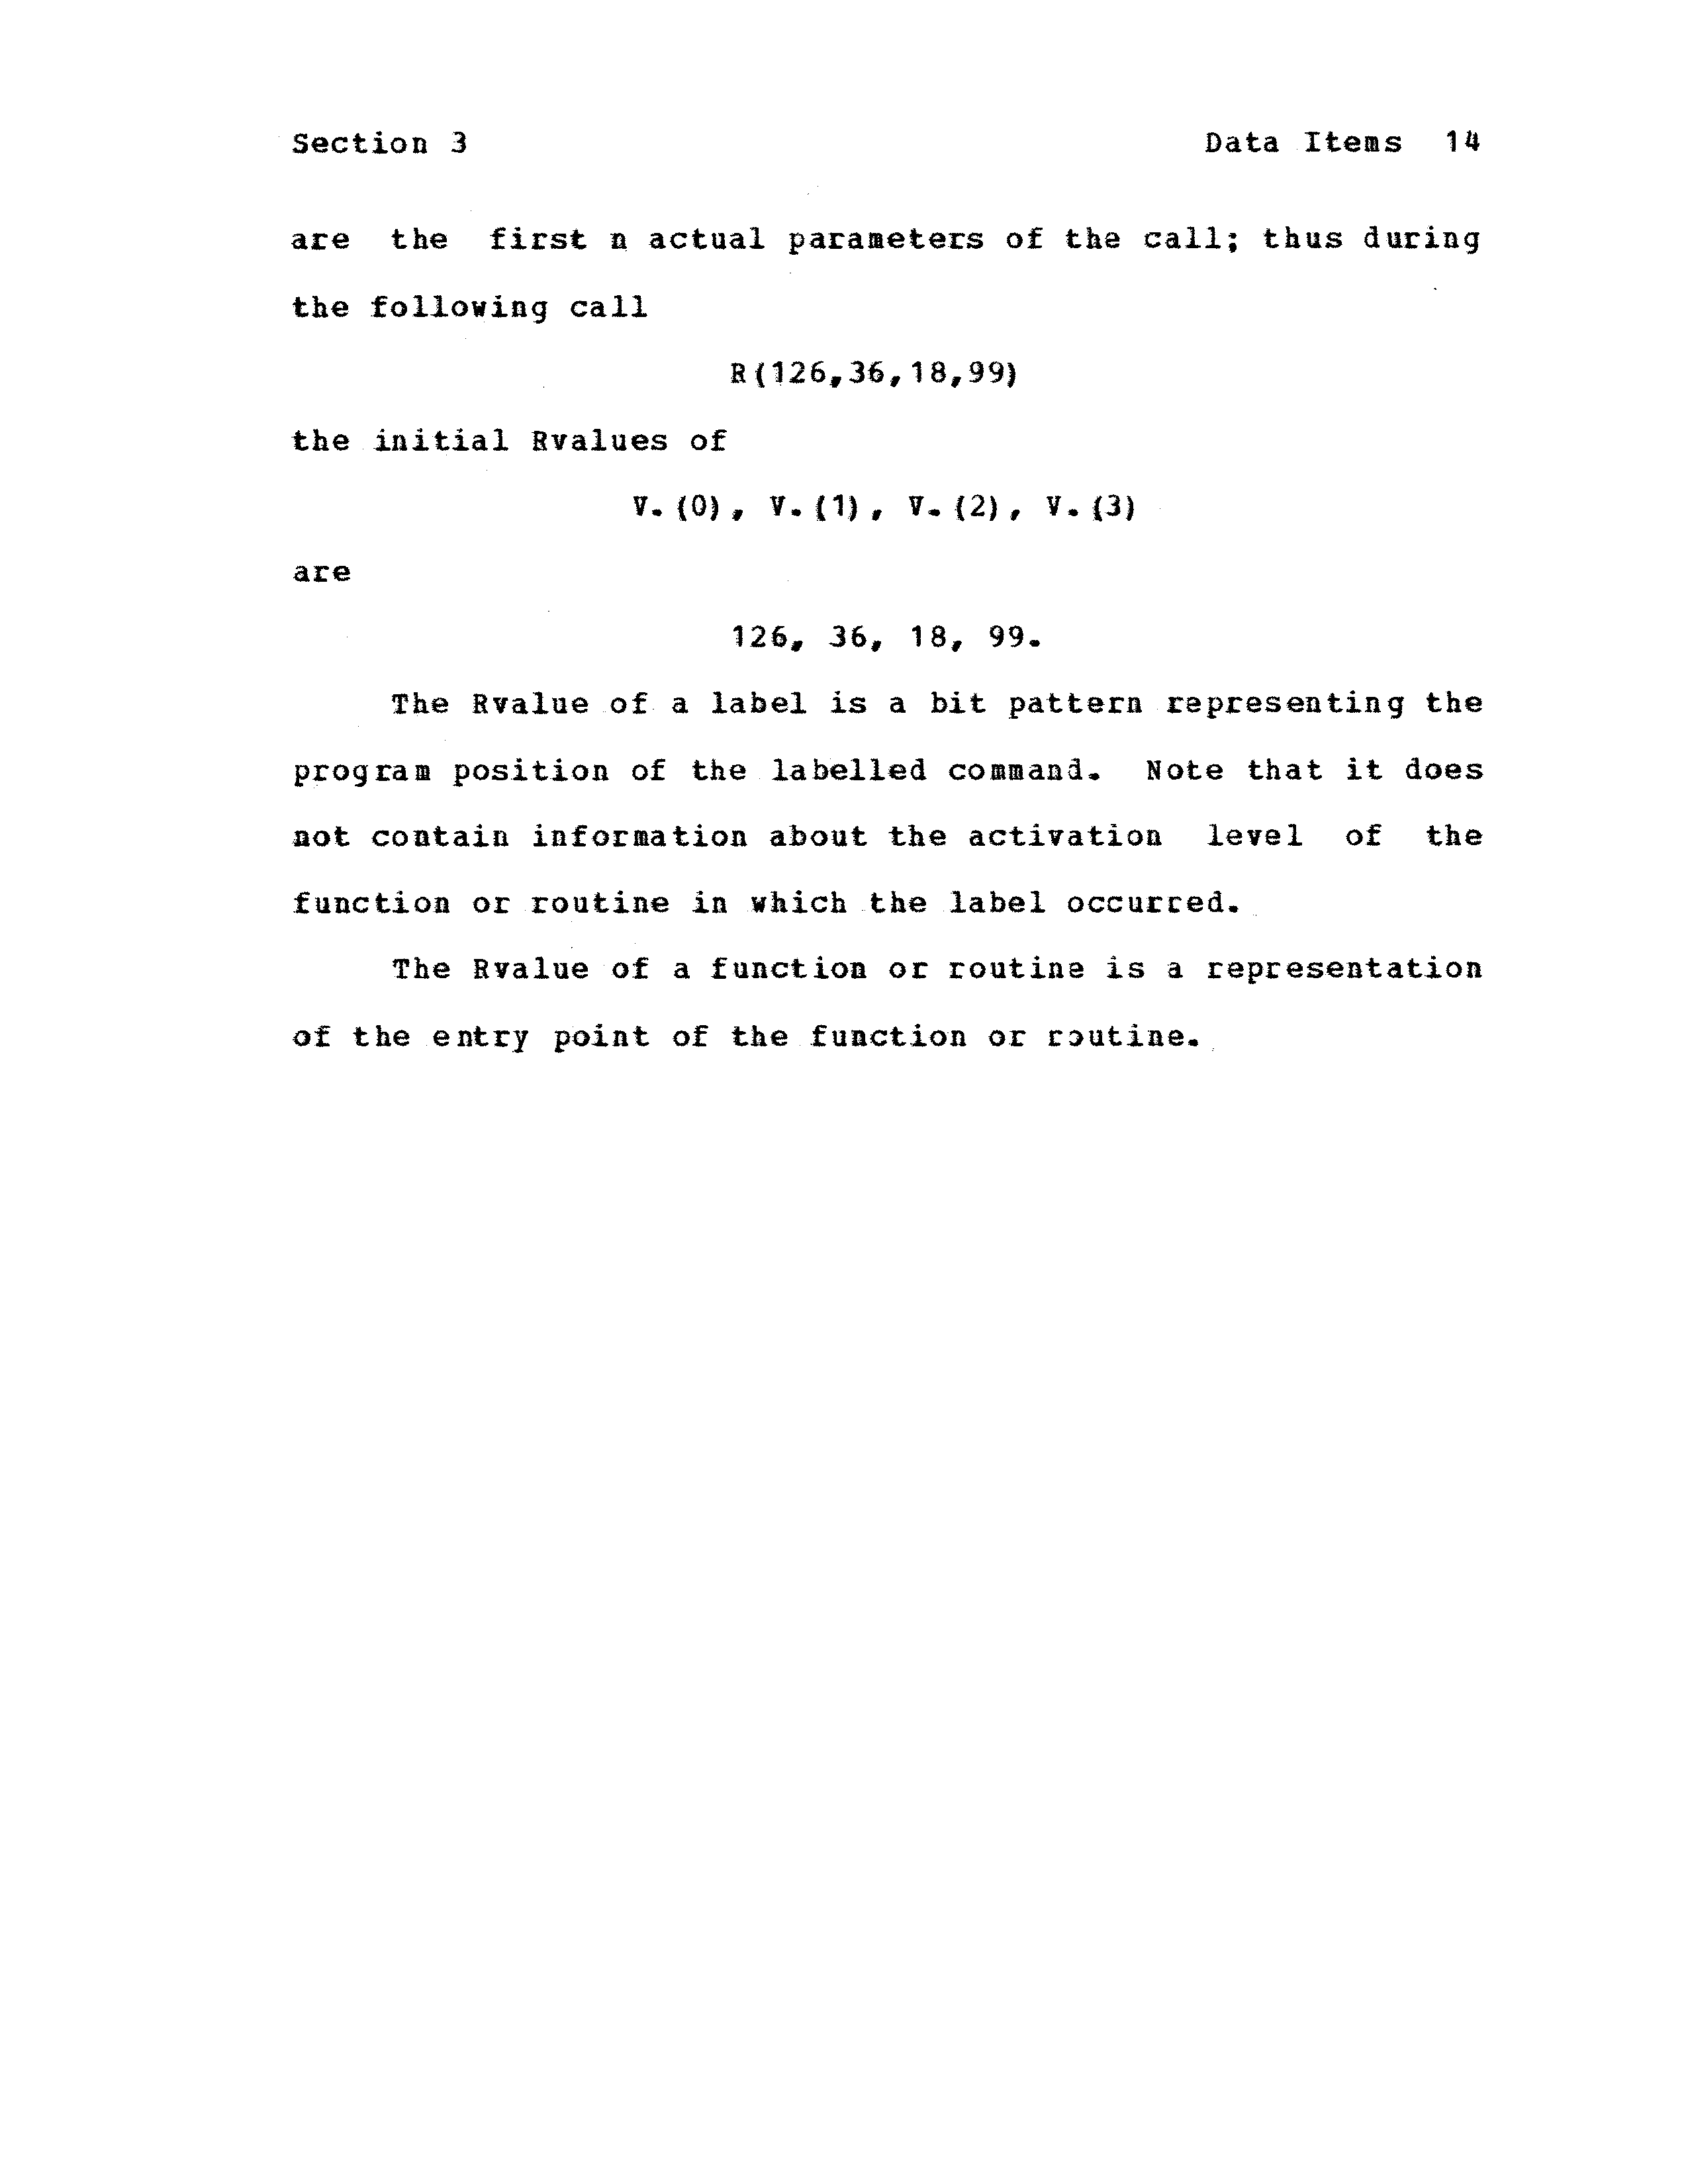 Section 3 Data Items 14
are the first n actual parameters of the call; thus during
the following call
R(126,36,18,99)
the initial Rvalues of
V.(0), V.(1), V.(2), V.(3)
are
126, 36, 18, 99.
The Rvalue of a label is a bit pattern representing the
program position of the labelled command. Note that it does
not contain information about the activation level of the
function or routine in which the label occurred.
The Rvalue of a function or routine is a representation
of the entry point of the function or routine.